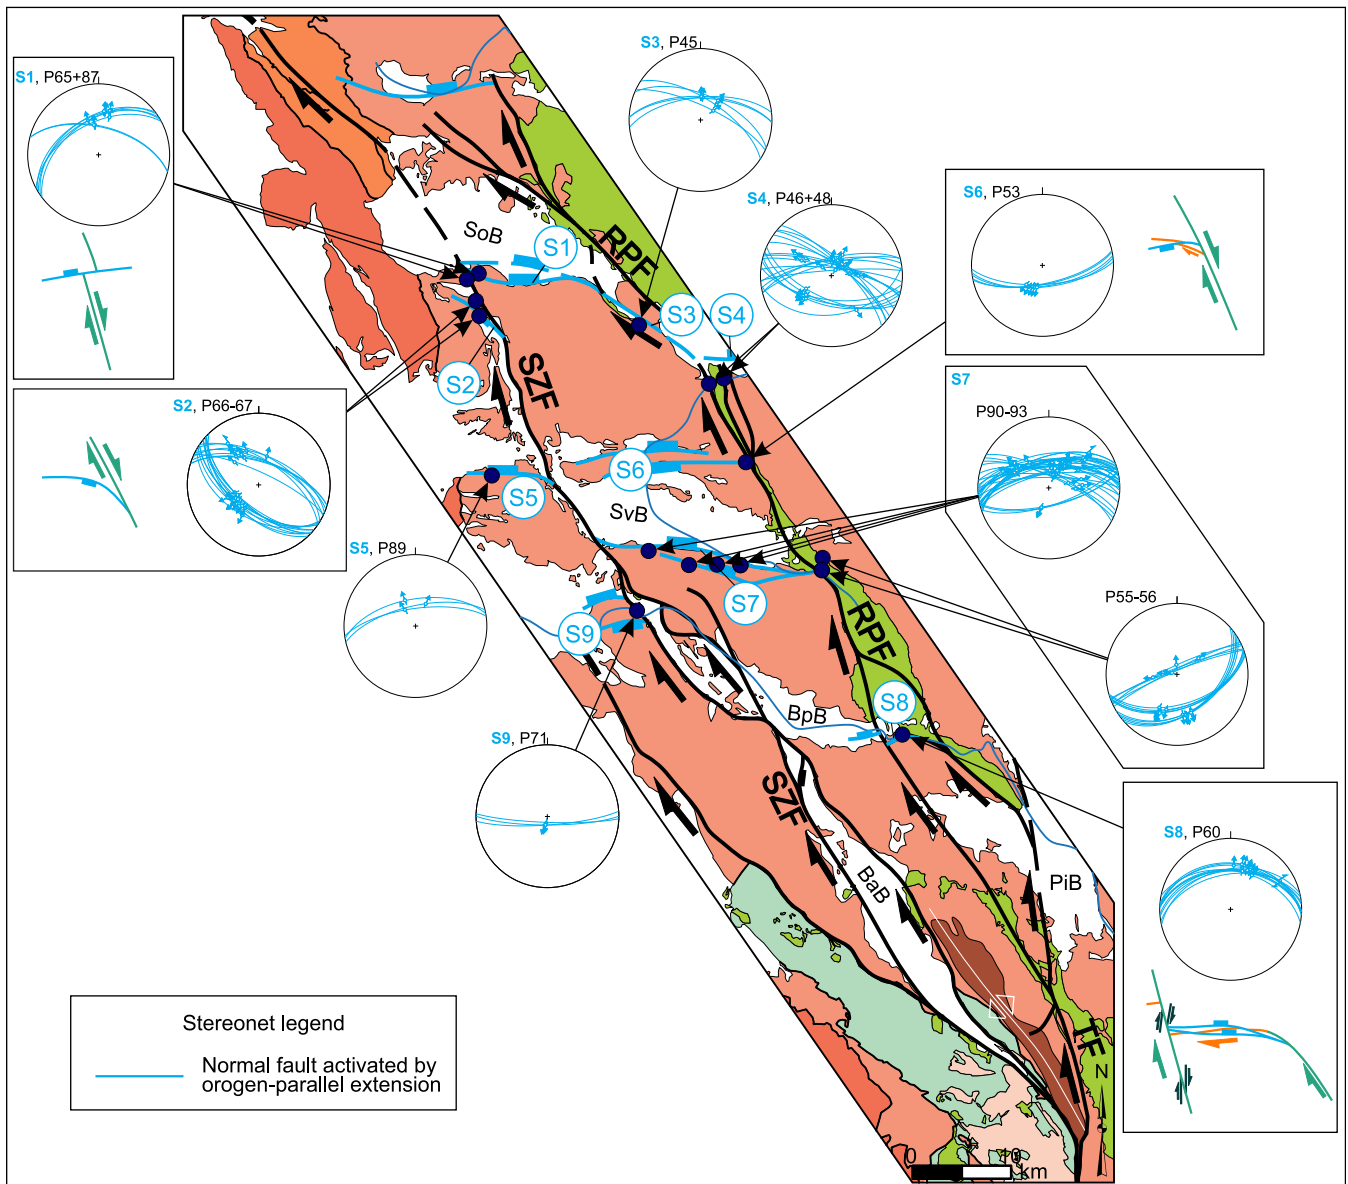 S1, P65+87
S3, P45
S4, P46+48
S6, P53
S2, P66-67
S7
P90-93
P55-56
S5, P89
S9, P71
S8, P60
SoB
S1
RPF
S3
S4
S2
SZF
S6
S5
SvB
S7
S9
RPF
S8
BpB
SZF
BaB
PiB
TF
N
0 10
km
Stereonet legend
Normal fault activated by
orogen-parallel extension